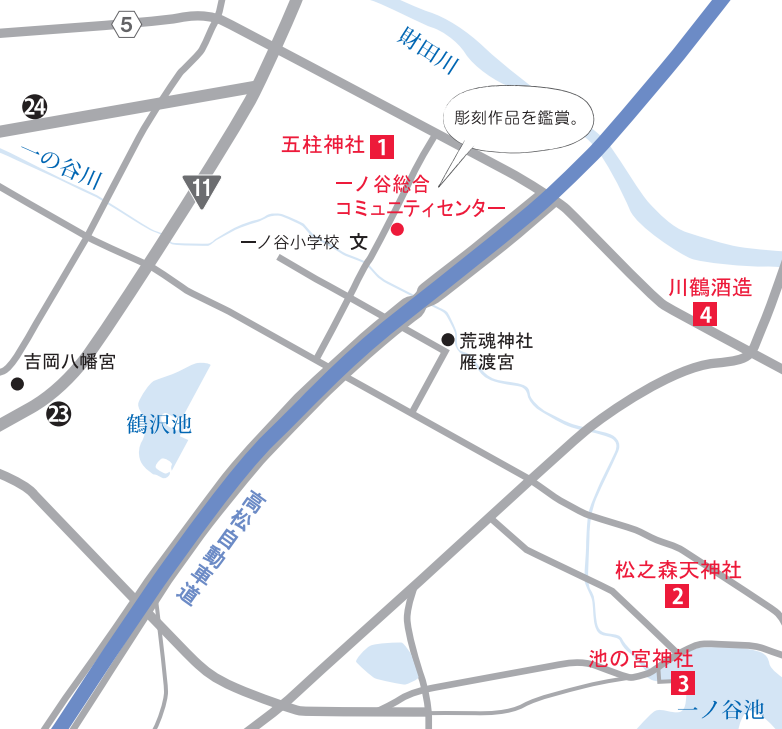 5
財田川
24
彫刻作品を鑑賞。
五柱神社 1
一の谷川
11
一ノ谷総合
コミュニティセンター
一ノ谷小学校 文
川鶴酒造
4
荒魂神社
雁渡宮
吉岡八幡宮
23
鶴沢池
高松自動車道
松之森天神社
2
池の宮神社
3
一ノ谷池